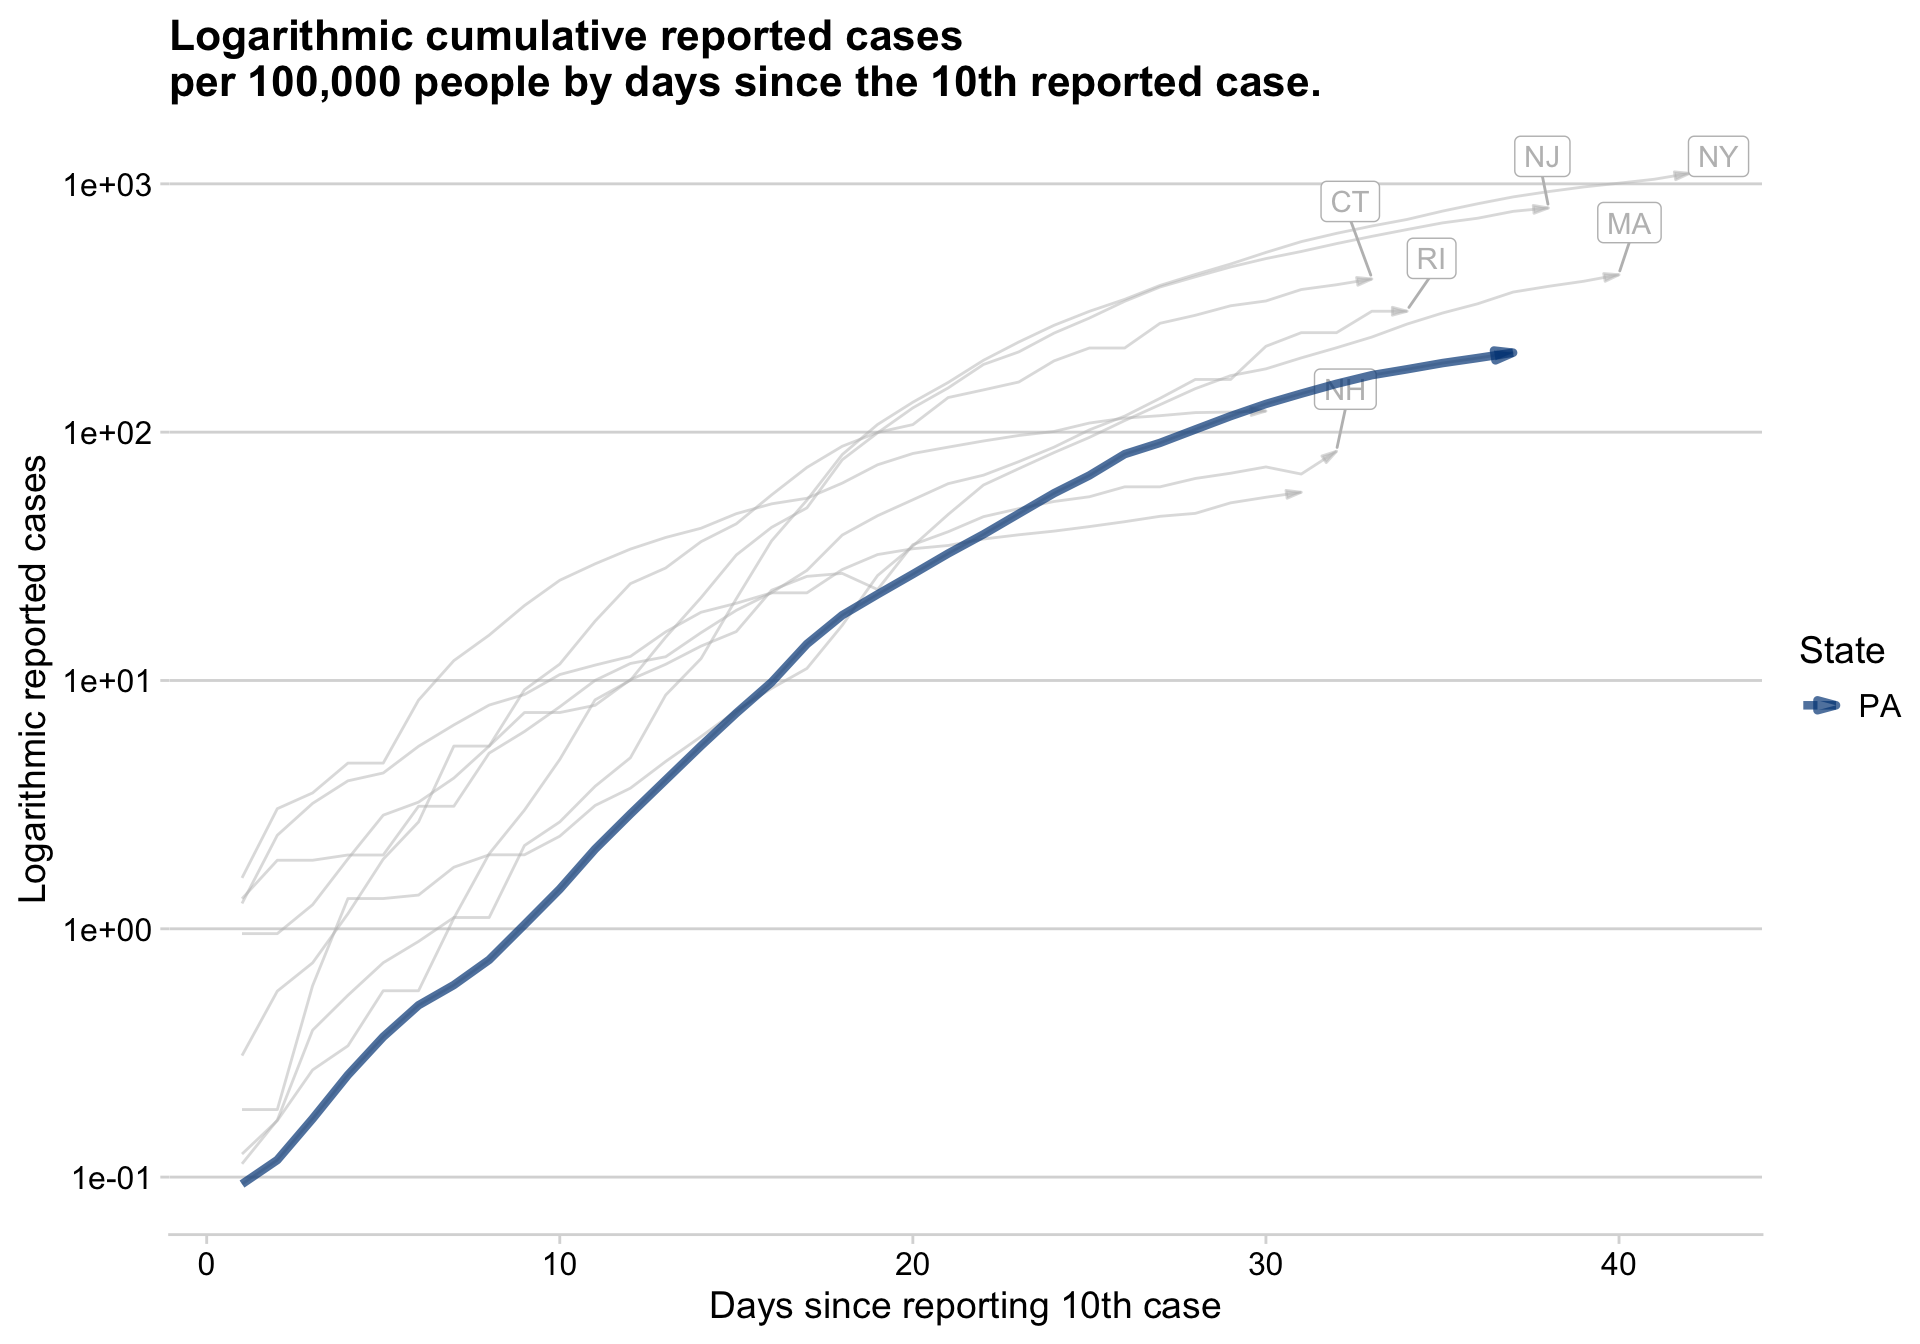 Logarithmic cumulative reported cases
per 100,000 people by days since the 10th reported case.
NJ
NY
1e+03
CT
MA
RI
NH
1e+02
Logarithmic reported cases
State
1e+01
PA
1e+00
1e-01
0
10
20
30
40
Days since reporting 10th case